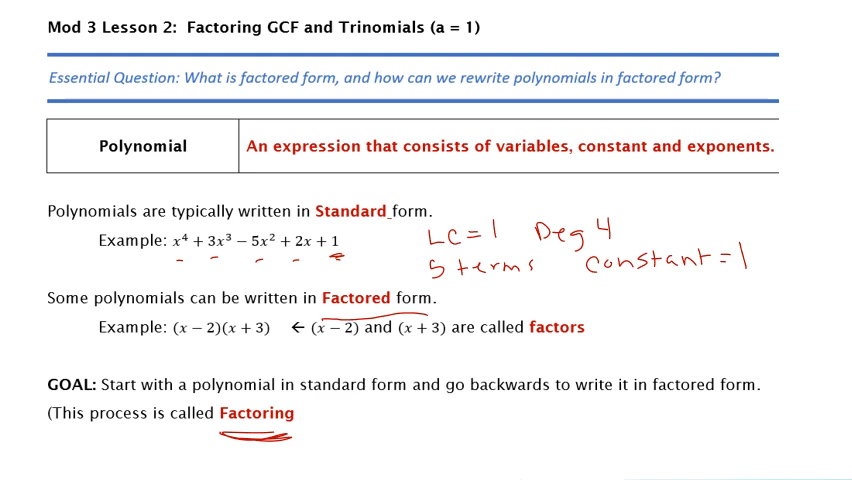 Mod 3 Lesson 2: Factoring GCF and Trinomials (a = 1)
Essential Question: What is factored form, and how can we rewrite polynomials in factored form?
Polynomial
An expression that consists of variables, constant and exponents.
Polynomials are typically written in Standard form.
Example: x⁴ + 3x³ − 5x² + 2x + 1
LC = 1 Deg 4
5 terms constant = 1
Some polynomials can be written in Factored form.
Example: (x − 2)(x + 3) ← (x − 2) and (x + 3) are called factors
GOAL: Start with a polynomial in standard form and go backwards to write it in factored form.
(This process is called Factoring